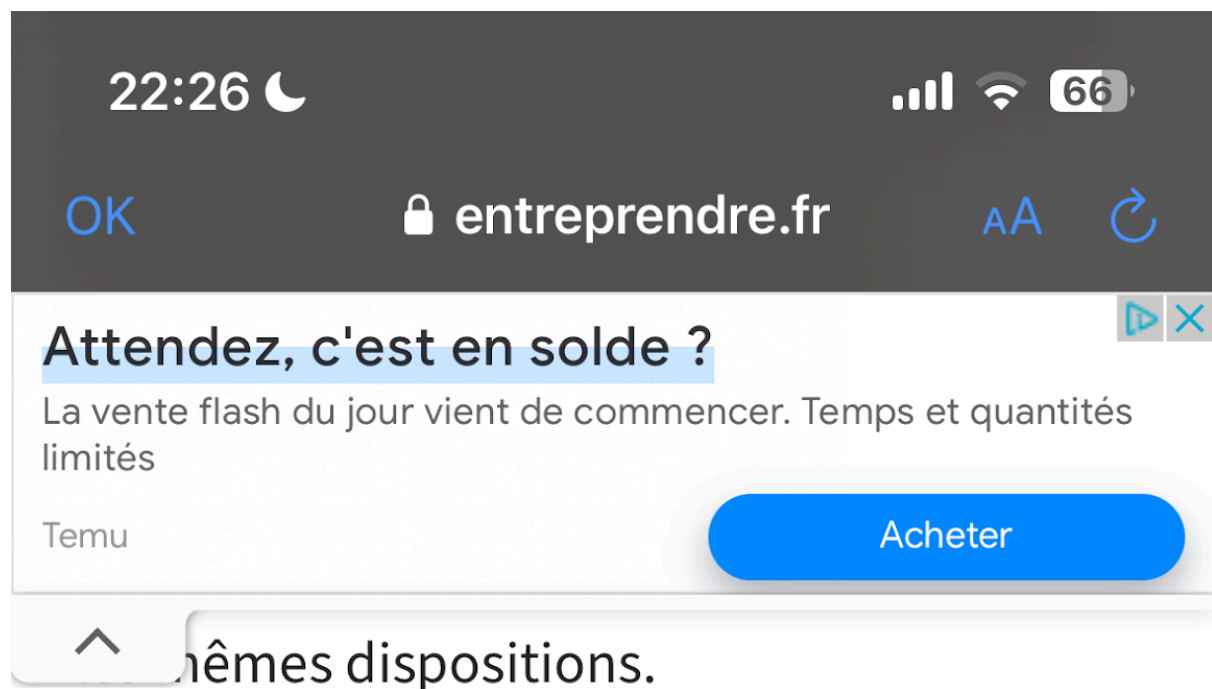 22:26
66
OK entreprendre.fr AA
Attendez, c'est en solde ?
La vente flash du jour vient de commencer. Temps et quantités
limités
Temu Acheter
dispositions.